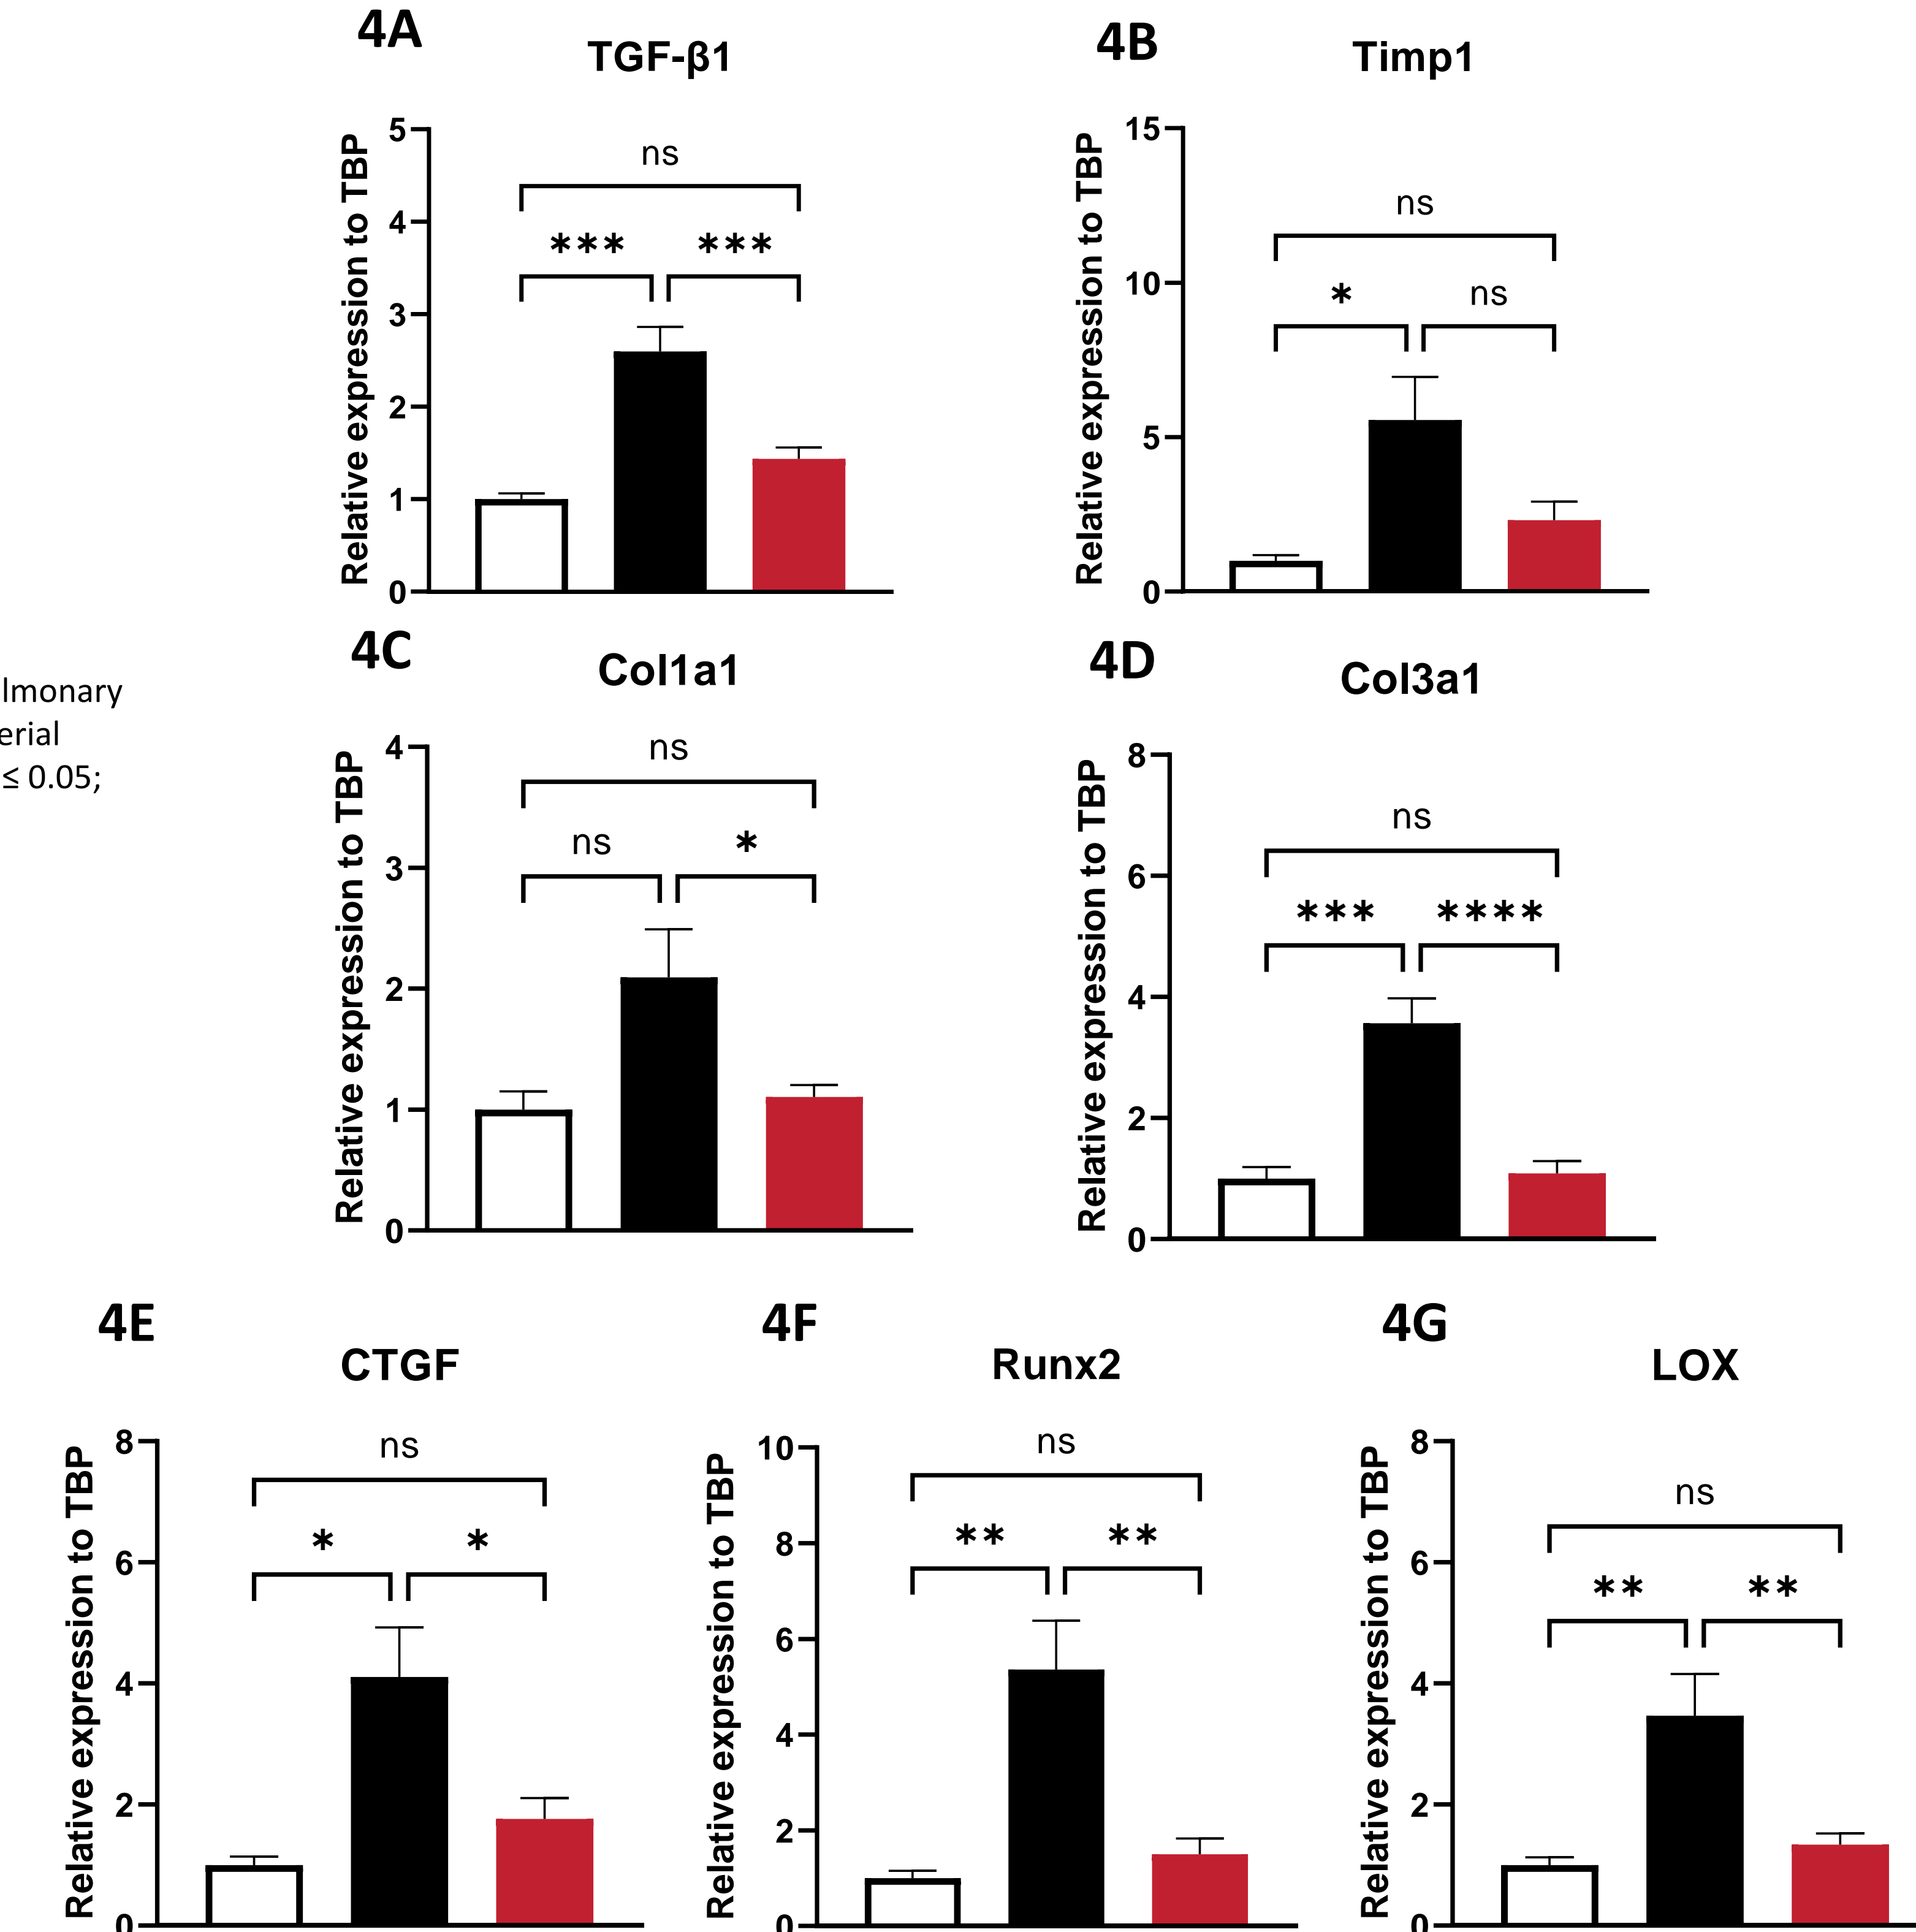 4A
TGF-β1
Relative expression to TBP
5
4
3
2
1
0
ns
*** ***
4B
Timp1
Relative expression to TBP
15
10
5
0
ns
* ns
lmonary
erial
≤ 0.05;
4C
Col1a1
Relative expression to TBP
4
3
2
1
0
ns
ns *
4D
Col3a1
Relative expression to TBP
8
6
4
2
0
ns
*** ****
4E
CTGF
Relative expression to TBP
8
6
4
2
0
ns
* *
4F
Runx2
Relative expression to TBP
10
8
6
4
2
0
ns
** **
4G
LOX
Relative expression to TBP
8
6
4
2
0
ns
** **